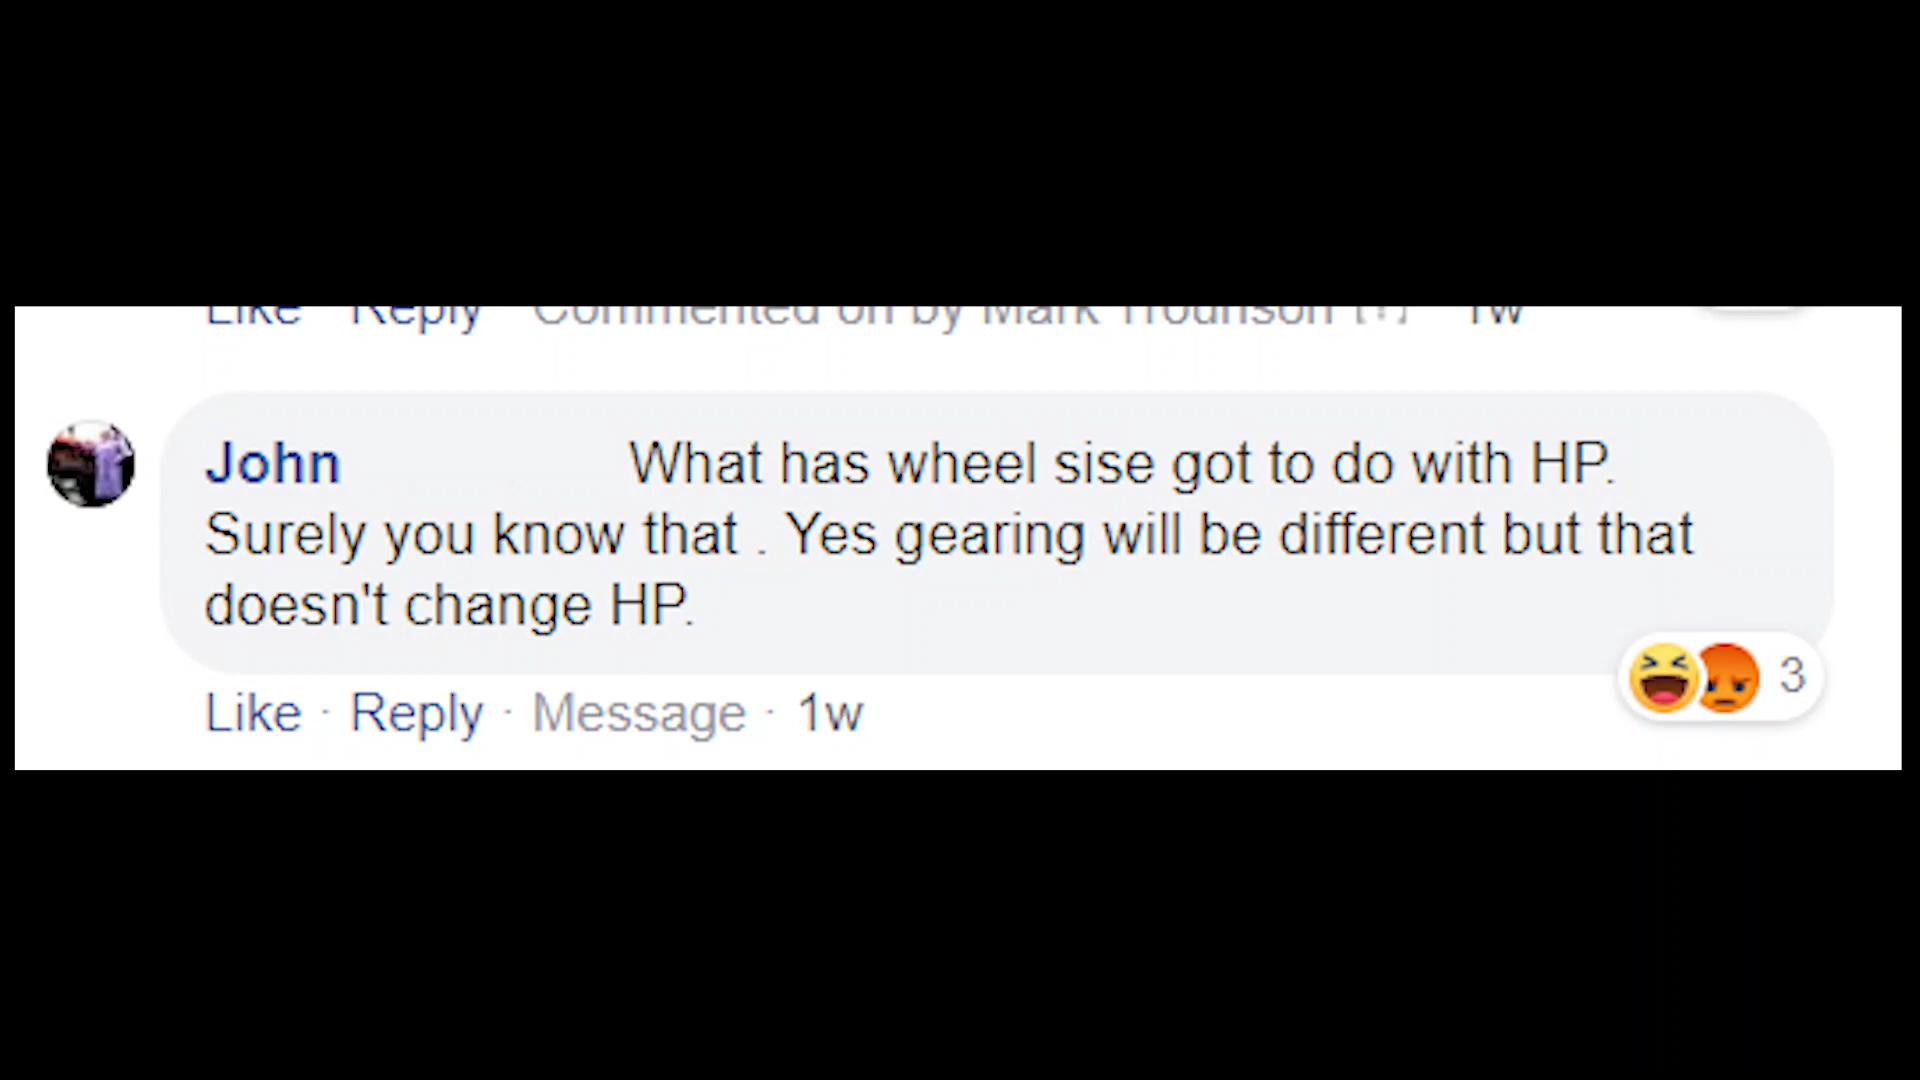 Like Reply Commented on by Mark Trounson [?] 1w
John What has wheel sise got to do with HP.
Surely you know that . Yes gearing will be different but that
doesn't change HP.
3
Like · Reply · Message · 1w